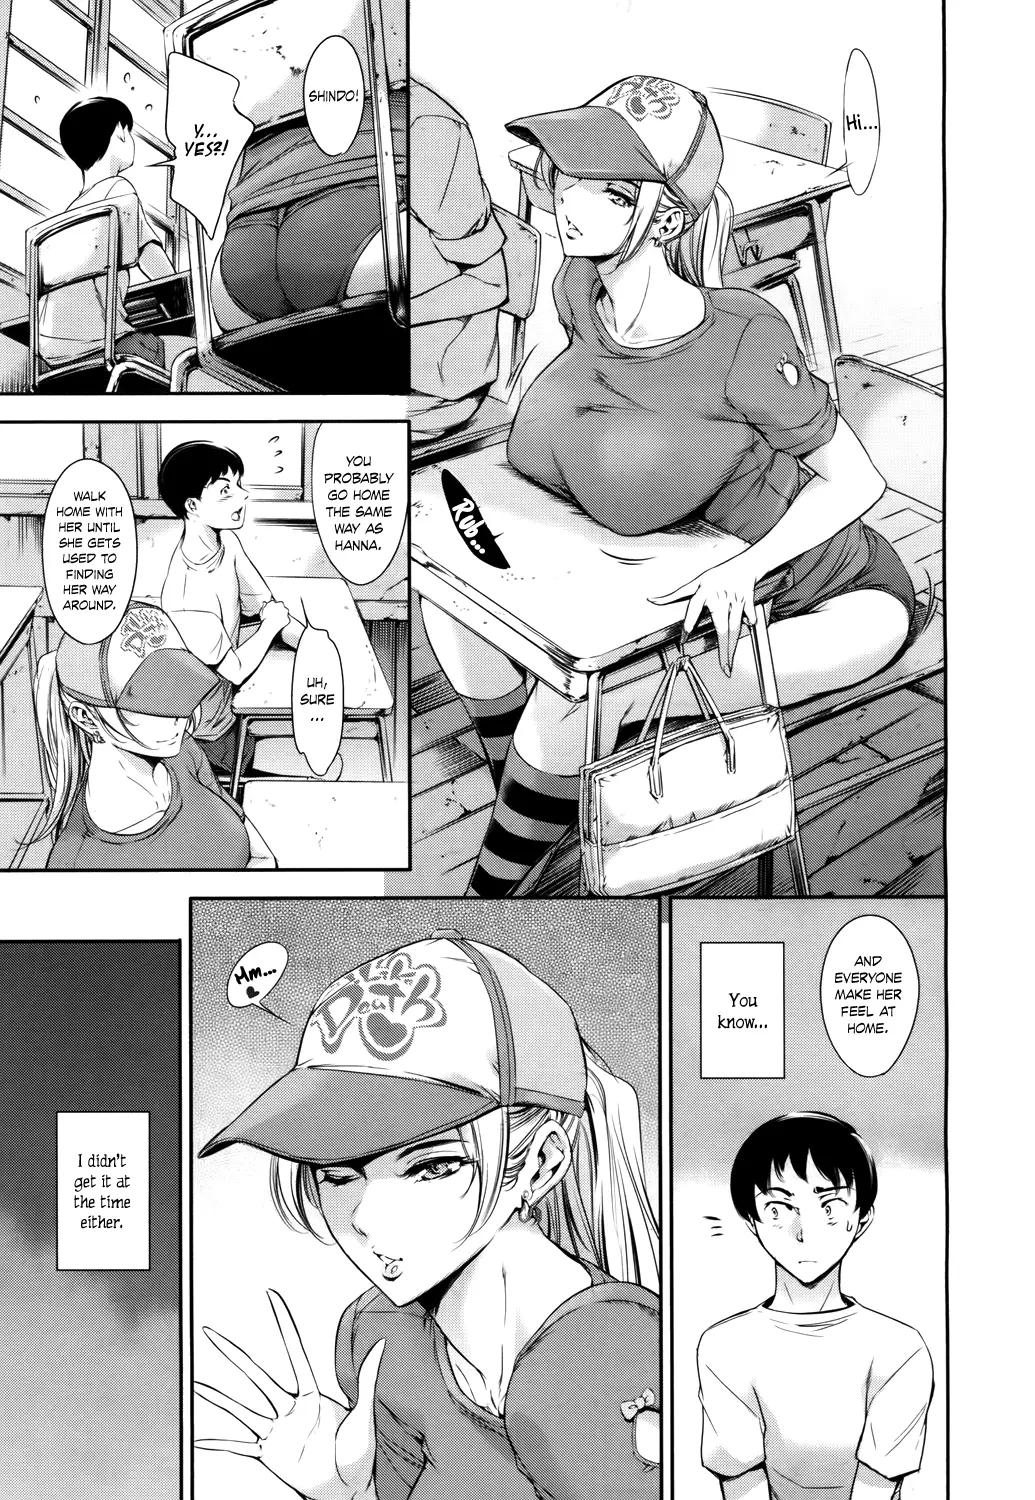 Hi...
Rub...
SHINDO!
Y...
YES?!
YOU
PROBABLY
GO HOME
THE SAME
WAY AS
HANNA.
WALK
HOME WITH
HER UNTIL
SHE GETS
USED TO
FINDING
HER WAY
AROUND.
UH,
SURE
...
AND
EVERYONE
MAKE HER
FEEL AT
HOME.
You
know...
Mm...
Death
I didn't
get it at
the time
either.